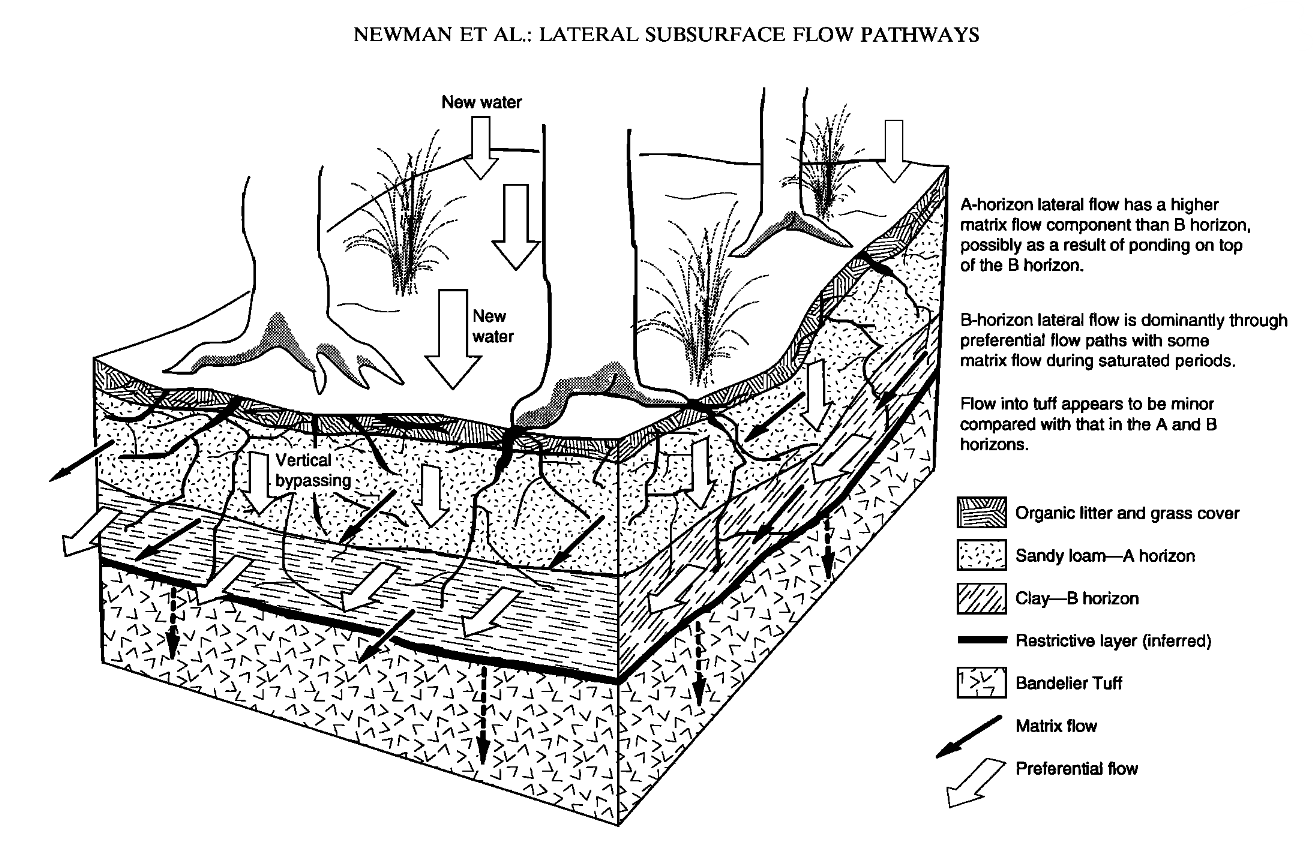 NEWMAN ET AL.: LATERAL SUBSURFACE FLOW PATHWAYS
New water
New
water
Vertical
bypassing
A-horizon lateral flow has a higher
matrix flow component than B horizon,
possibly as a result of ponding on top
of the B horizon.
B-horizon lateral flow is dominantly through
preferential flow paths with some
matrix flow during saturated periods.
Flow into tuff appears to be minor
compared with that in the A and B
horizons.
Organic litter and grass cover
Sandy loam—A horizon
Clay—B horizon
Restrictive layer (inferred)
Bandelier Tuff
Matrix flow
Preferential flow